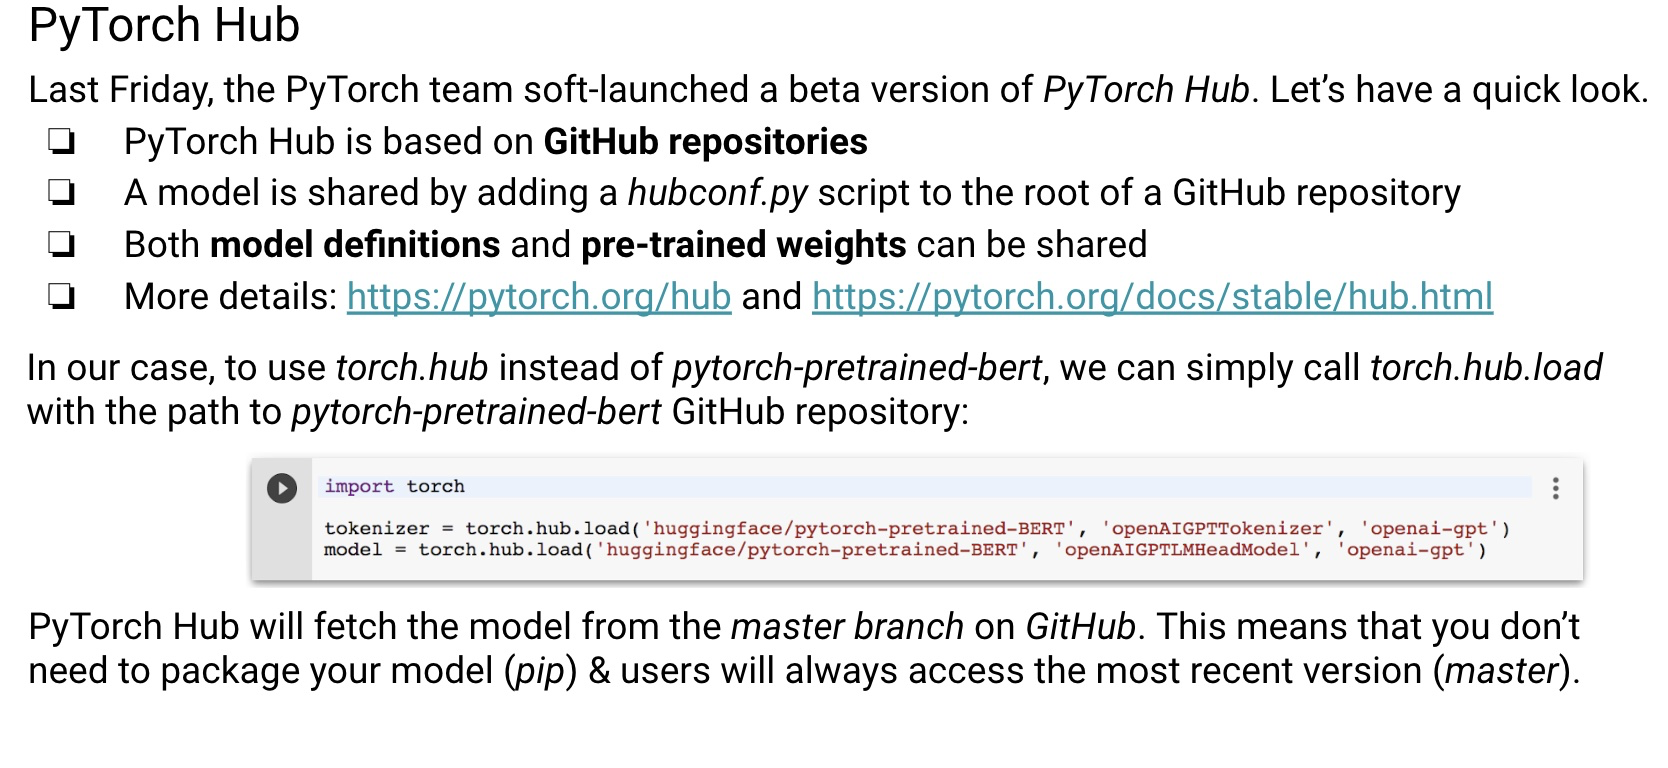 PyTorch Hub
Last Friday, the PyTorch team soft-launched a beta version of PyTorch Hub. Let’s have a quick look.
❏ PyTorch Hub is based on GitHub repositories
❏ A model is shared by adding a hubconf.py script to the root of a GitHub repository
❏ Both model definitions and pre-trained weights can be shared
❏ More details: https://pytorch.org/hub and https://pytorch.org/docs/stable/hub.html
In our case, to use torch.hub instead of pytorch-pretrained-bert, we can simply call torch.hub.load
with the path to pytorch-pretrained-bert GitHub repository:
import torch
tokenizer = torch.hub.load('huggingface/pytorch-pretrained-BERT', 'openAIGPTTokenizer', 'openai-gpt')
model = torch.hub.load('huggingface/pytorch-pretrained-BERT', 'openAIGPTLMHeadModel', 'openai-gpt')
PyTorch Hub will fetch the model from the master branch on GitHub. This means that you don’t
need to package your model (pip) & users will always access the most recent version (master).